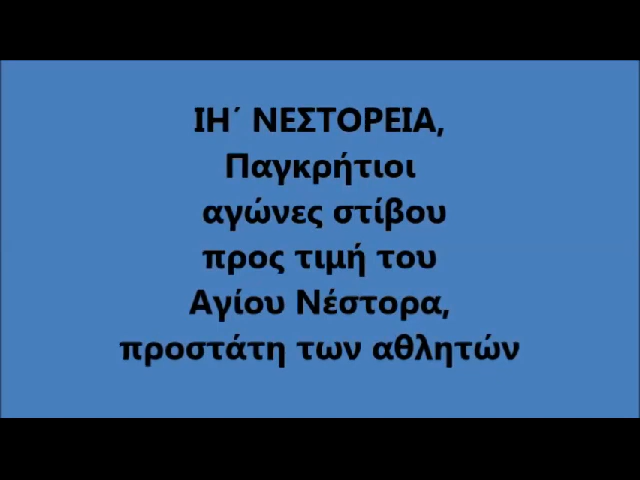 ΙΗ΄ ΝΕΣΤΟΡΕΙΑ,
Παγκρήτιοι
αγώνες στίβου
προς τιμή του
Αγίου Νέστορα,
προστάτη των αθλητών